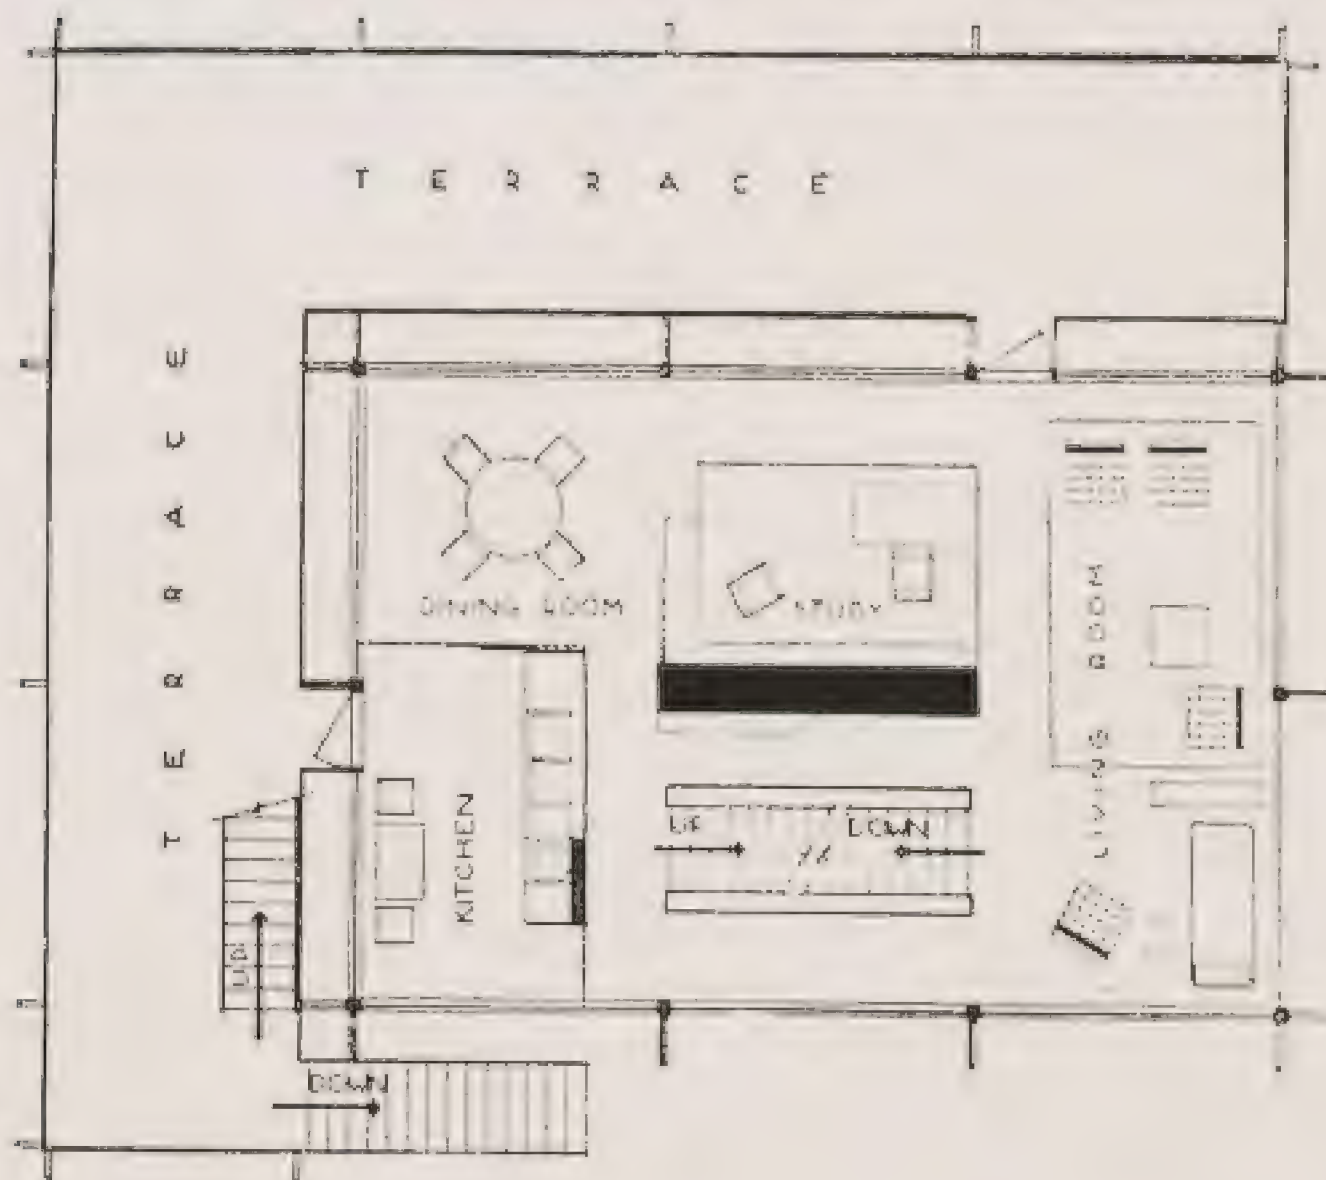 T E R R A C E
T E R R A C E
DINING ROOM
STUDY
LIVING ROOM
KITCHEN
UP
DOWN
UP
DOWN